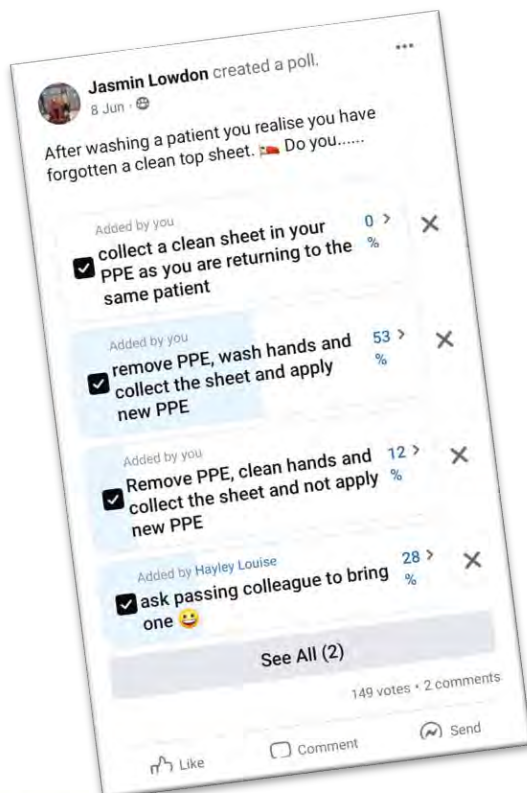 Jasmin Lowdon created a poll.
8 Jun ·
After washing a patient you realise you have
forgotten a clean top sheet. Do you......
Added by you
collect a clean sheet in your
PPE as you are returning to the
same patient
0 >
%
Added by you
remove PPE, wash hands and
collect the sheet and apply
new PPE
53 >
%
Added by you
Remove PPE, clean hands and
collect the sheet and not apply
new PPE
12 >
%
Added by Hayley Louise
ask passing colleague to bring
one 😀
28 >
%
See All (2)
149 votes • 2 comments
Like
Comment
Send